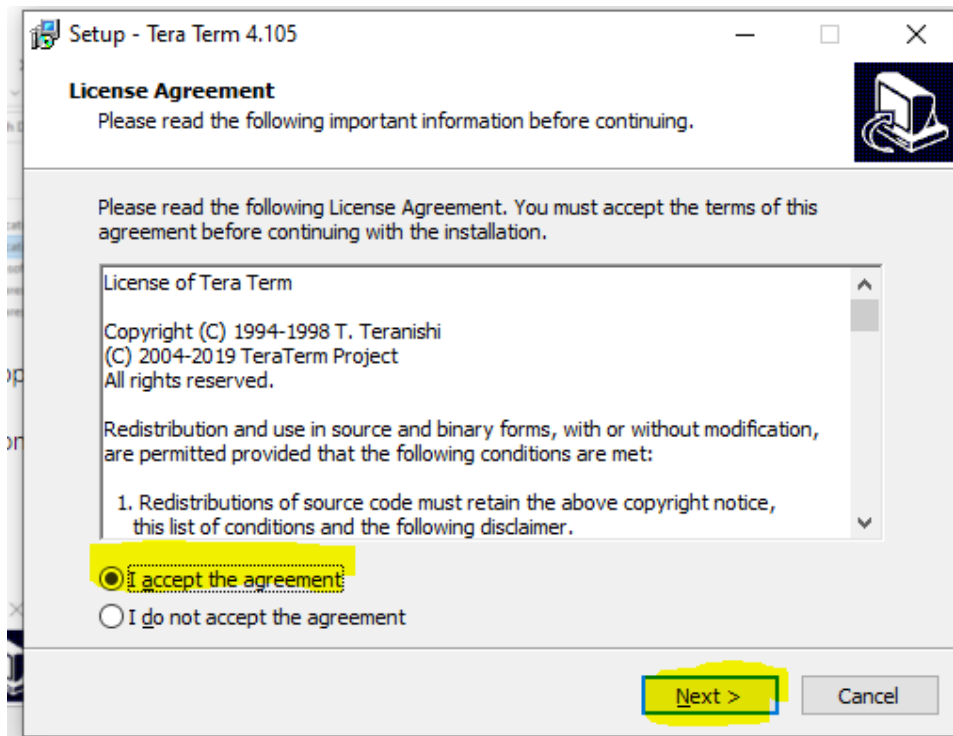 Setup - Tera Term 4.105
License Agreement
Please read the following important information before continuing.
Please read the following License Agreement. You must accept the terms of this
agreement before continuing with the installation.
License of Tera Term
Copyright (C) 1994-1998 T. Teranishi
(C) 2004-2019 TeraTerm Project
All rights reserved.
Redistribution and use in source and binary forms, with or without modification,
are permitted provided that the following conditions are met:
1. Redistributions of source code must retain the above copyright notice,
this list of conditions and the following disclaimer.
I accept the agreement
I do not accept the agreement
Next >
Cancel